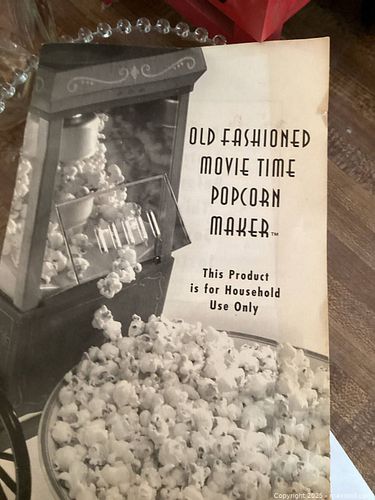 OLD FASHIONED
MOVIE TIME
POPCORN
MAKER™
This Product
is for Household
Use Only